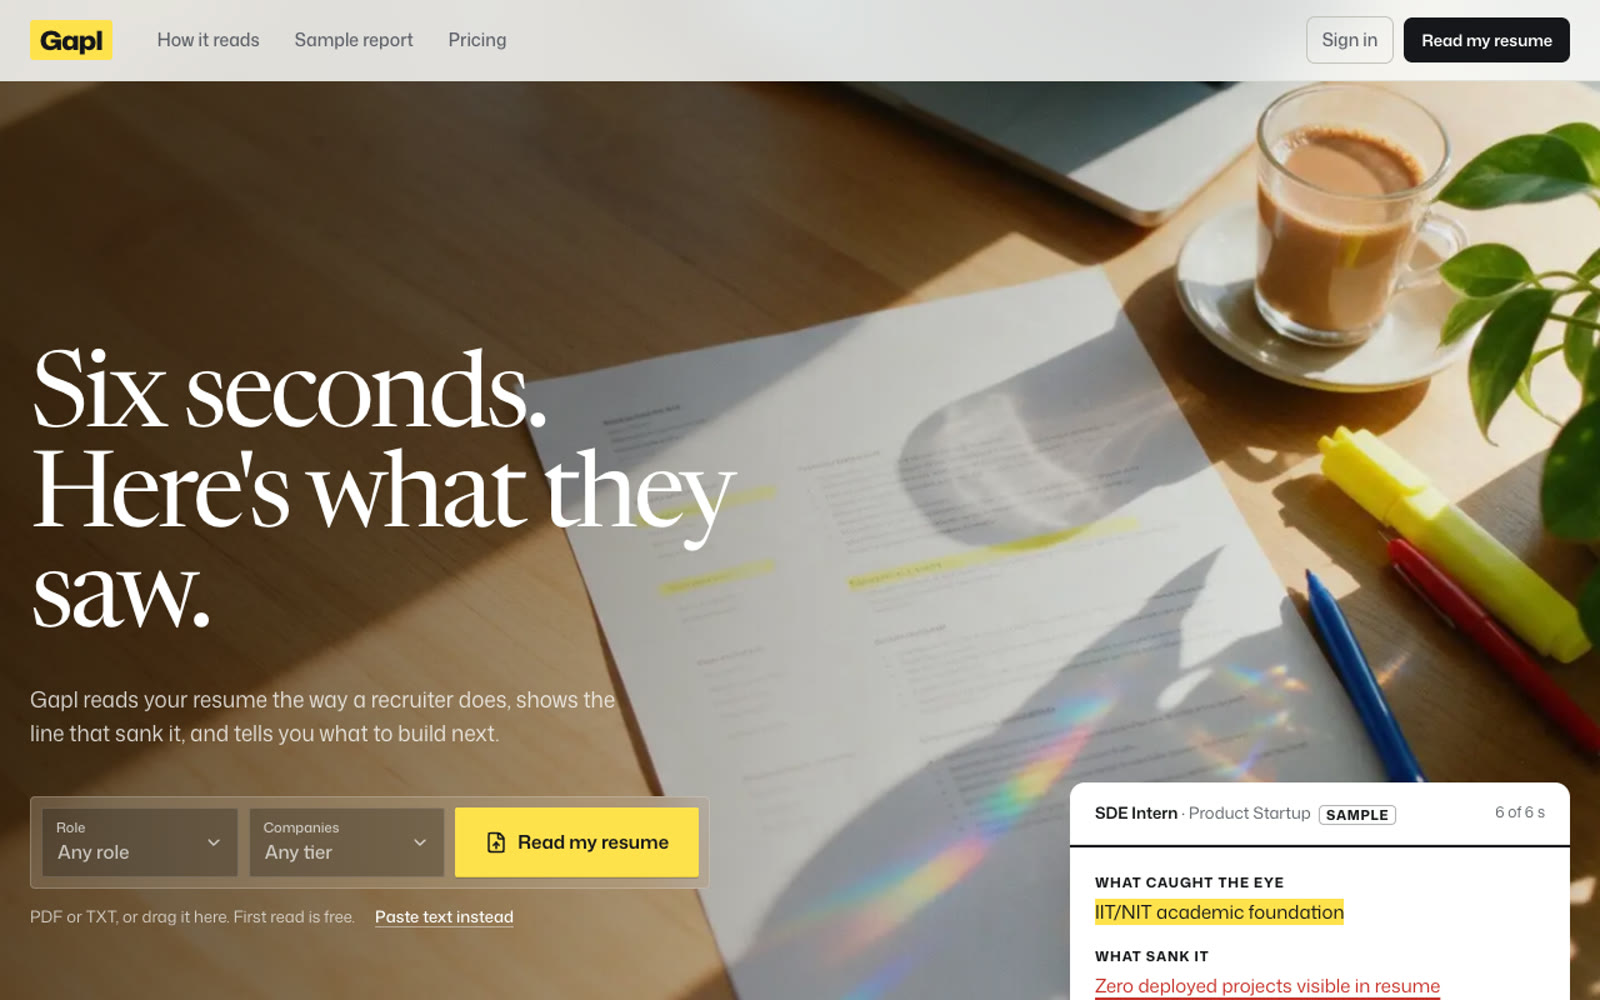 Gapl
How it reads
Sample report
Pricing
Sign in
Read my resume
Six seconds.
Here's what they
saw.
Gapl reads your resume the way a recruiter does, shows the
line that sank it, and tells you what to build next.
Role
Any role
Companies
Any tier
Read my resume
PDF or TXT, or drag it here. First read is free.
Paste text instead
SDE Intern · Product Startup SAMPLE
6 of 6 s
WHAT CAUGHT THE EYE
IIT/NIT academic foundation
WHAT SANK IT
Zero deployed projects visible in resume